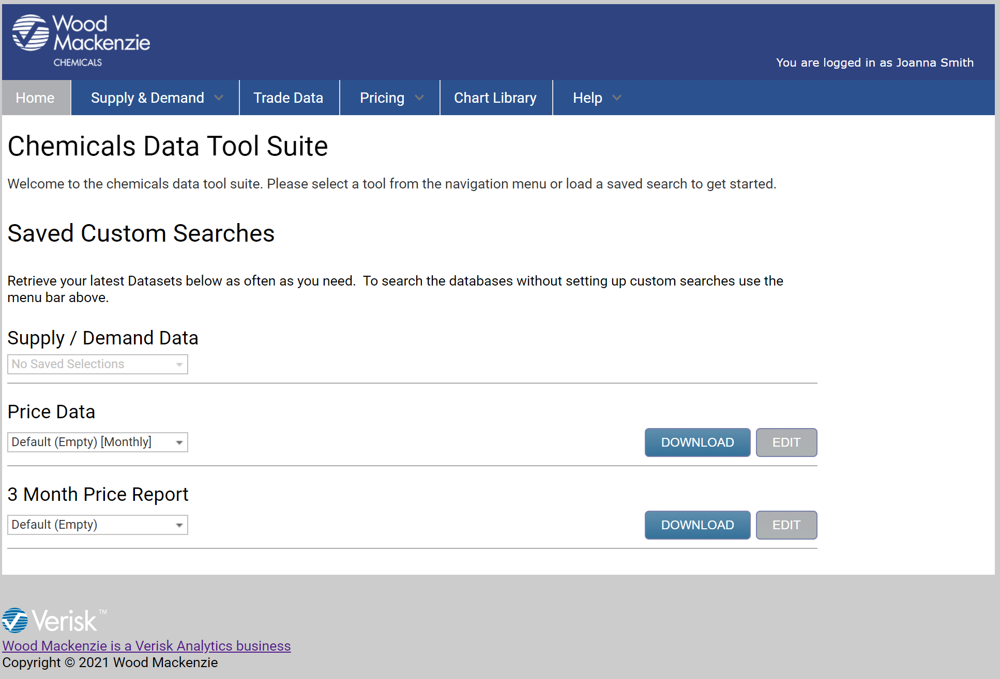 Wood
Mackenzie
CHEMICALS
You are logged in as Joanna Smith
Home Supply & Demand Trade Data Pricing Chart Library Help
Chemicals Data Tool Suite
Welcome to the chemicals data tool suite. Please select a tool from the navigation menu or load a saved search to get started.
Saved Custom Searches
Retrieve your latest Datasets below as often as you need.  To search the databases without setting up custom searches use the
menu bar above.
Supply / Demand Data
No Saved Selections
Price Data
Default (Empty) [Monthly] DOWNLOAD EDIT
3 Month Price Report
Default (Empty) DOWNLOAD EDIT
Verisk™
Wood Mackenzie is a Verisk Analytics business
Copyright © 2021 Wood Mackenzie